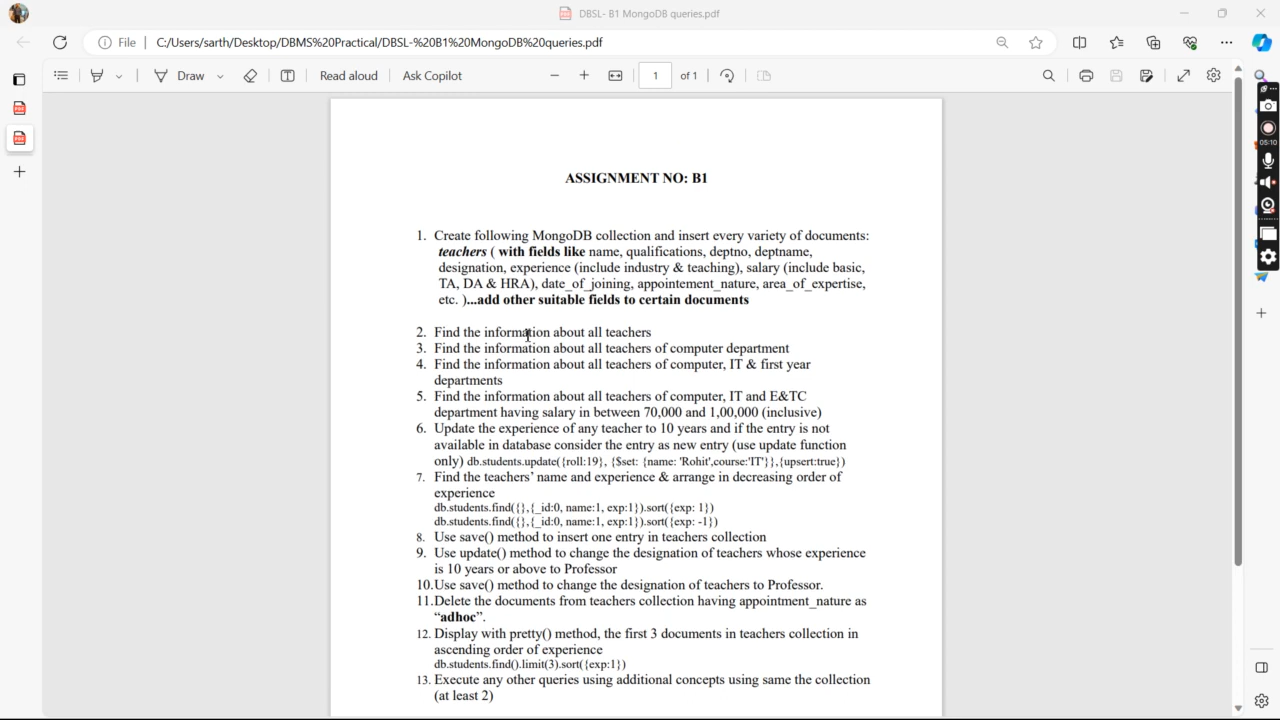 DBSL- B1 MongoDB queries.pdf
File
C:/Users/sarth/Desktop/DBMS%20Practical/DBSL-%20B1%20MongoDB%20queries.pdf
Draw
Read aloud
Ask Copilot
1
of 1
05:10
ASSIGNMENT NO: B1
1. Create following MongoDB collection and insert every variety of documents:
teachers ( with fields like name, qualifications, deptno, deptname,
designation, experience (include industry & teaching), salary (include basic,
TA, DA & HRA), date_of_joining, appointement_nature, area_of_expertise,
etc. )...add other suitable fields to certain documents
2. Find the information about all teachers
3. Find the information about all teachers of computer department
4. Find the information about all teachers of computer, IT & first year
departments
5. Find the information about all teachers of computer, IT and E&TC
department having salary in between 70,000 and 1,00,000 (inclusive)
6. Update the experience of any teacher to 10 years and if the entry is not
available in database consider the entry as new entry (use update function
only) db.students.update({roll:19}, {$set: {name: 'Rohit',course:'IT'}},{upsert:true})
7. Find the teachers' name and experience & arrange in decreasing order of
experience
db.students.find({},{_id:0, name:1, exp:1}).sort({exp: 1})
db.students.find({},{_id:0, name:1, exp:1}).sort({exp: -1})
8. Use save() method to insert one entry in teachers collection
9. Use update() method to change the designation of teachers whose experience
is 10 years or above to Professor
10.Use save() method to change the designation of teachers to Professor.
11.Delete the documents from teachers collection having appointment_nature as
“adhoc”.
12. Display with pretty() method, the first 3 documents in teachers collection in
ascending order of experience
db.students.find().limit(3).sort({exp:1})
13. Execute any other queries using additional concepts using same the collection
(at least 2)